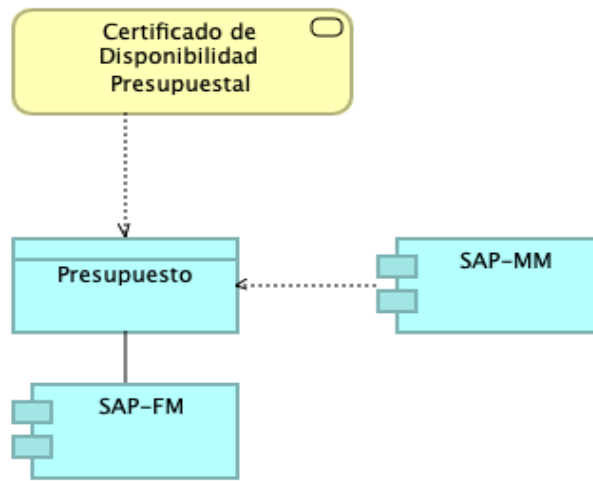 Certificado de
Disponibilidad
Presupuestal
Presupuesto
SAP-MM
SAP-FM